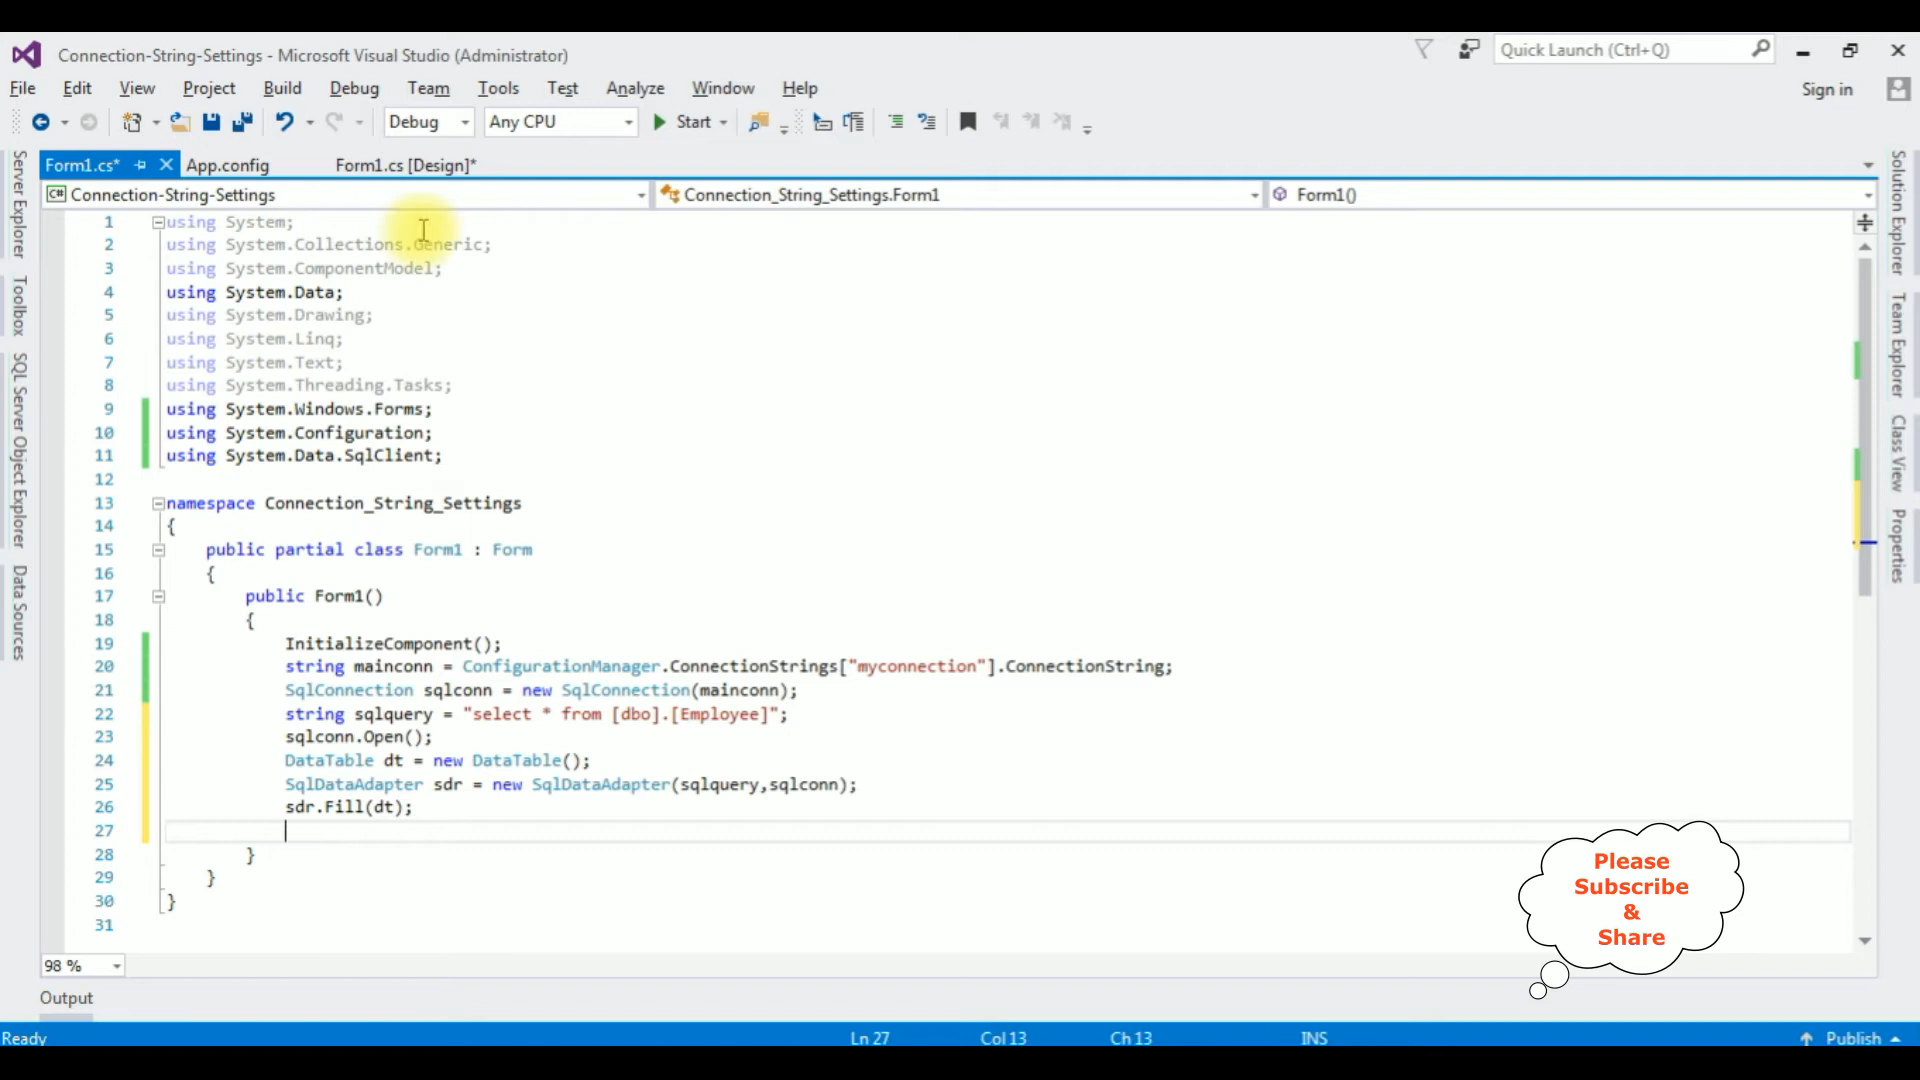 Connection-String-Settings - Microsoft Visual Studio (Administrator)
Quick Launch (Ctrl+Q)
File Edit View Project Build Debug Team Tools Test Analyze Window Help
Sign in
Debug Any CPU Start
Form1.cs* App.config Form1.cs [Design]*
C# Connection-String-Settings Connection_String_Settings.Form1 Form1()
1 using System;
2 using System.Collections.Generic;
3 using System.ComponentModel;
4 using System.Data;
5 using System.Drawing;
6 using System.Linq;
7 using System.Text;
8 using System.Threading.Tasks;
9 using System.Windows.Forms;
10 using System.Configuration;
11 using System.Data.SqlClient;
12
13 namespace Connection_String_Settings
14 {
15 public partial class Form1 : Form
16 {
17 public Form1()
18 {
19 InitializeComponent();
20 string mainconn = ConfigurationManager.ConnectionStrings["myconnection"].ConnectionString;
21 SqlConnection sqlconn = new SqlConnection(mainconn);
22 string sqlquery = "select * from [dbo].[Employee]";
23 sqlconn.Open();
24 DataTable dt = new DataTable();
25 SqlDataAdapter sdr = new SqlDataAdapter(sqlquery,sqlconn);
26 sdr.Fill(dt);
27
28 }
29 }
30 }
31
Server Explorer
Toolbox
SQL Server Object Explorer
Data Sources
Solution Explorer
Team Explorer
Class View
Properties
Please
Subscribe
&
Share
98 %
Output
Ready Ln 27 Col 13 Ch 13 INS Publish